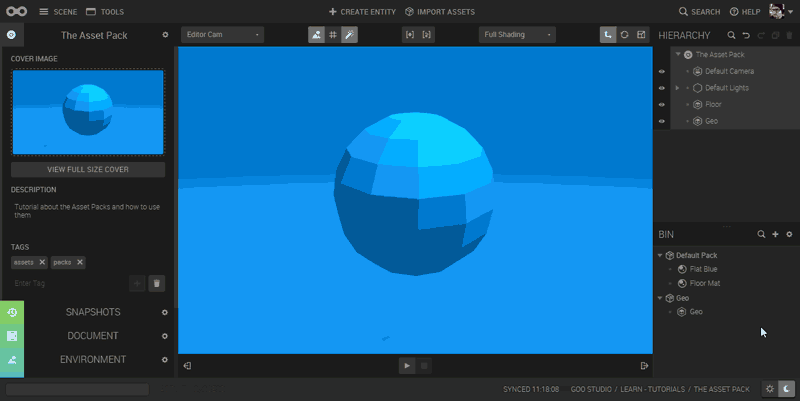 SCENE
TOOLS
CREATE ENTITY
IMPORT ASSETS
SEARCH
HELP
The Asset Pack
COVER IMAGE
VIEW FULL SIZE COVER
DESCRIPTION
Tutorial about the Asset Packs and how to use
them
TAGS
assets
packs
Enter Tag
SNAPSHOTS
DOCUMENT
ENVIRONMENT
Editor Cam
Full Shading
HIERARCHY
The Asset Pack
Default Camera
Default Lights
Floor
Geo
BIN
Default Pack
Flat Blue
Floor Mat
Geo
Geo
SYNCED 11:18:08
GOO STUDIO / LEARN - TUTORIALS / THE ASSET PACK